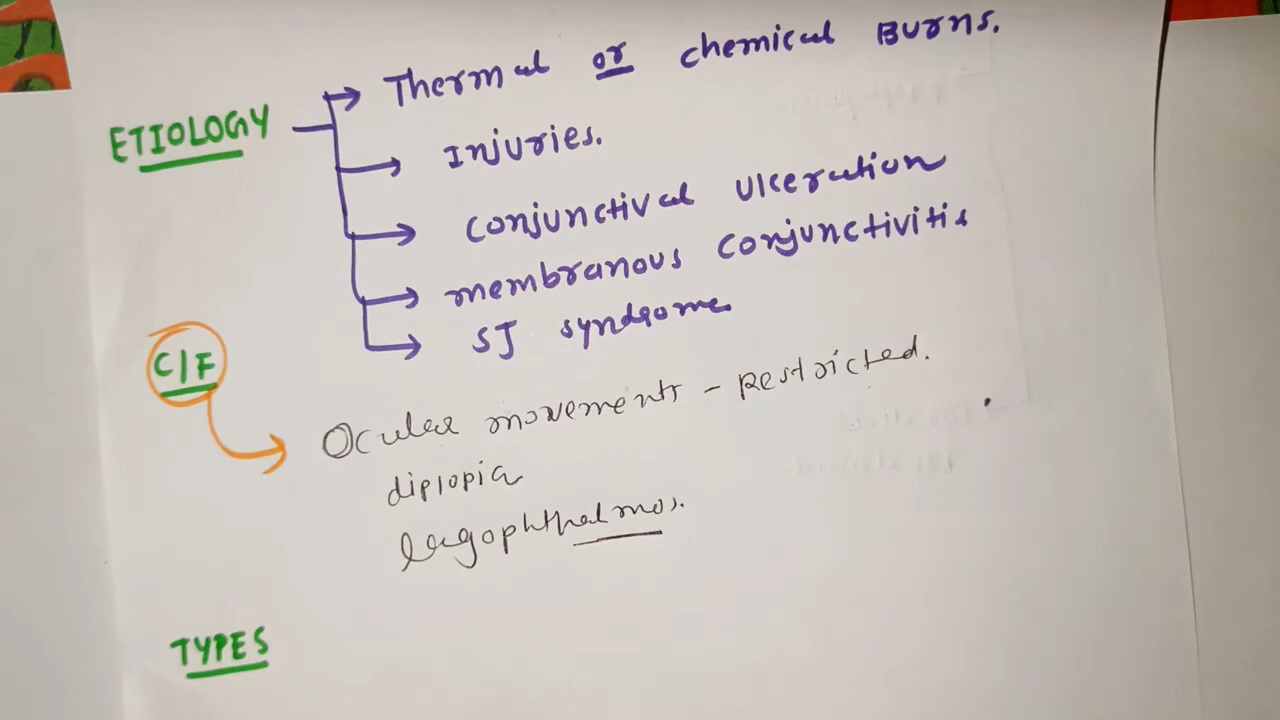 ETIOLOGY
Thermal or chemical Burns.
Injuries.
conjunctival ulceration
membranous conjunctivitis
SJ syndrome
C/F
Ocular movements - restricted.
diplopia
lagophthalmos.
TYPES